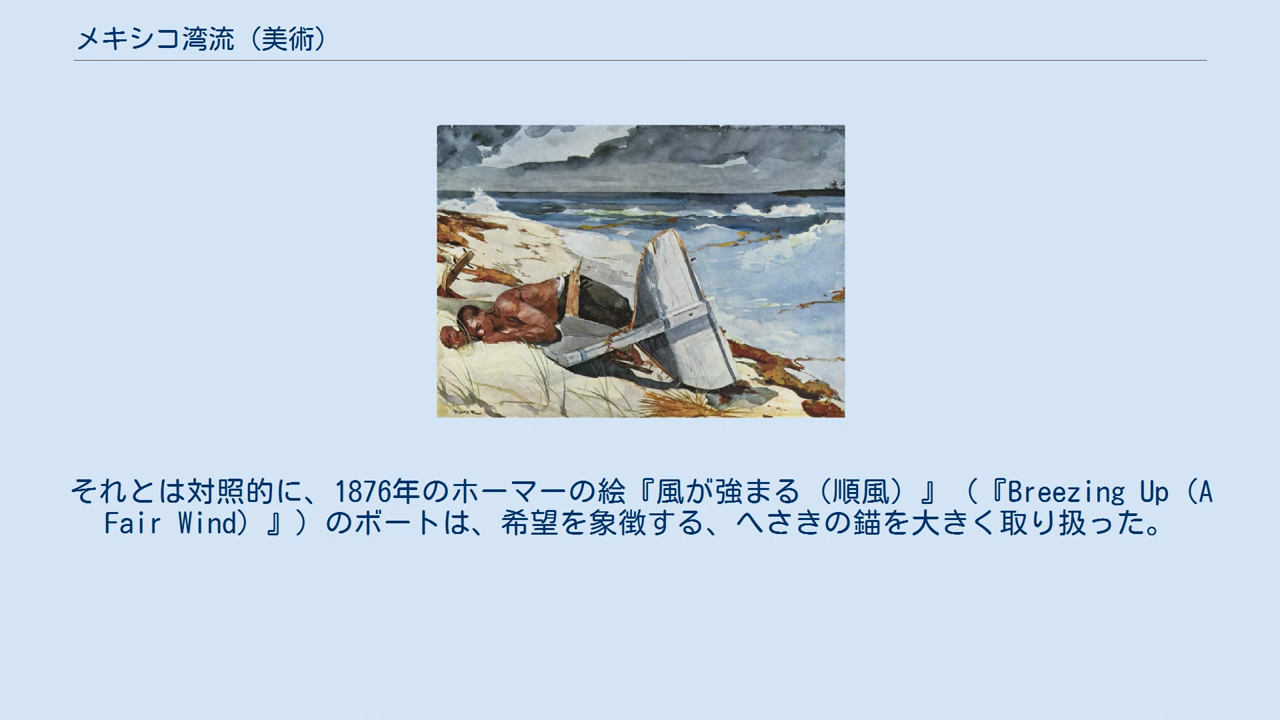 メキシコ湾流（美術）
それとは対照的に、1876年のホーマーの絵『風が強まる（順風）』（『Breezing Up（A
Fair Wind）』）のボートは、希望を象徴する、へさきの錨を大きく取り扱った。